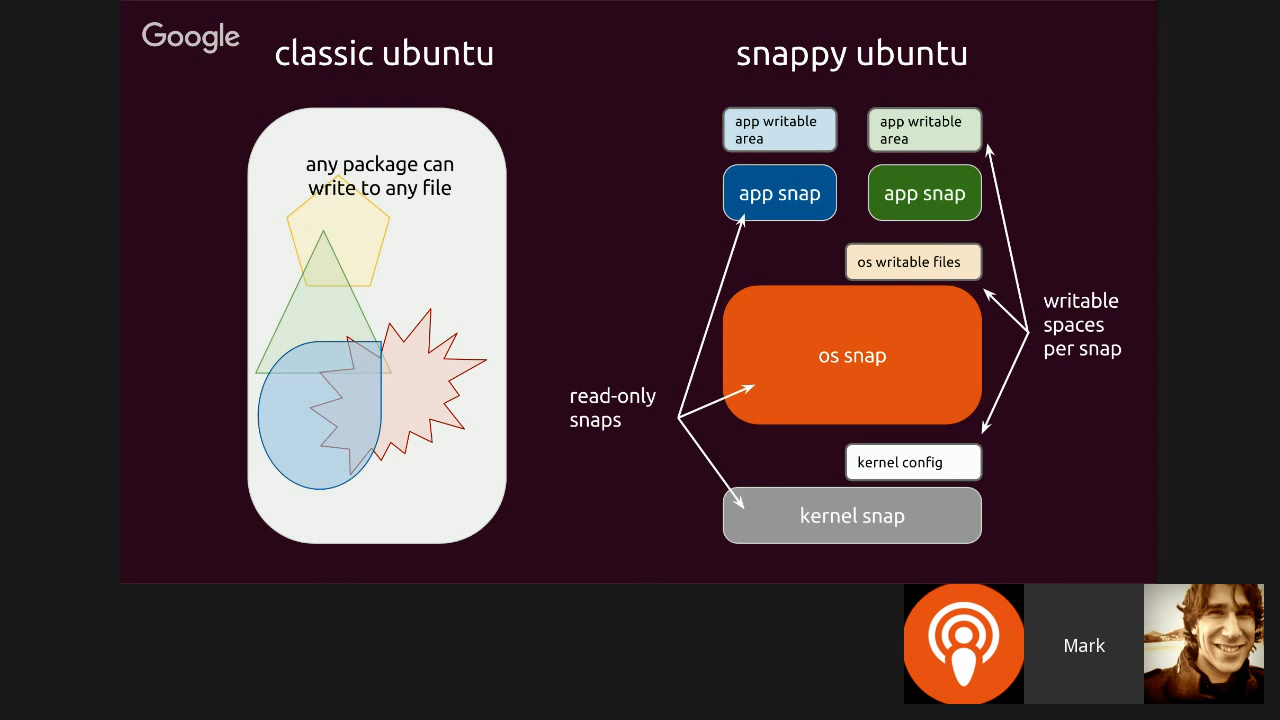 Google
classic ubuntu
snappy ubuntu
any package can
write to any file
app writable
area
app writable
area
app snap
app snap
os writable files
os snap
writable
spaces
per snap
read-only
snaps
kernel config
kernel snap
Mark